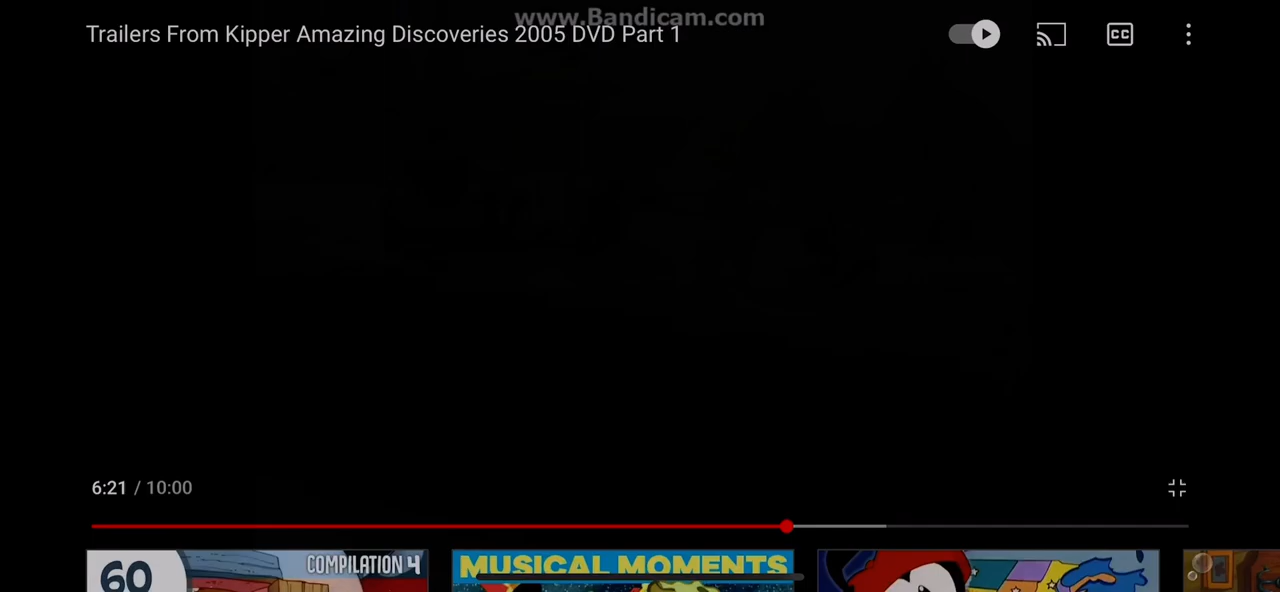 www.Bandicam.com
Trailers From Kipper Amazing Discoveries 2005 DVD Part 1
CC
6:21 / 10:00
60
COMPILATION 4
MUSICAL MOMENTS